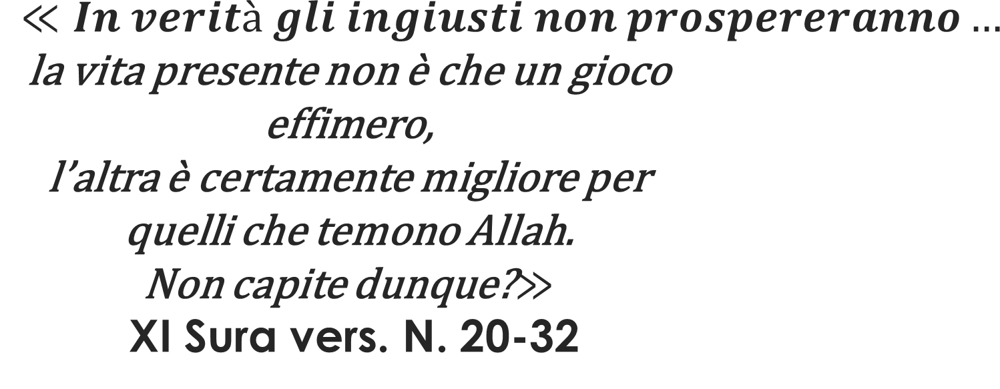 ≪ In verità gli ingiusti non prospereranno ...
la vita presente non è che un gioco
effimero,
l’altra è certamente migliore per
quelli che temono Allah.
Non capite dunque?≫
XI Sura vers. N. 20-32